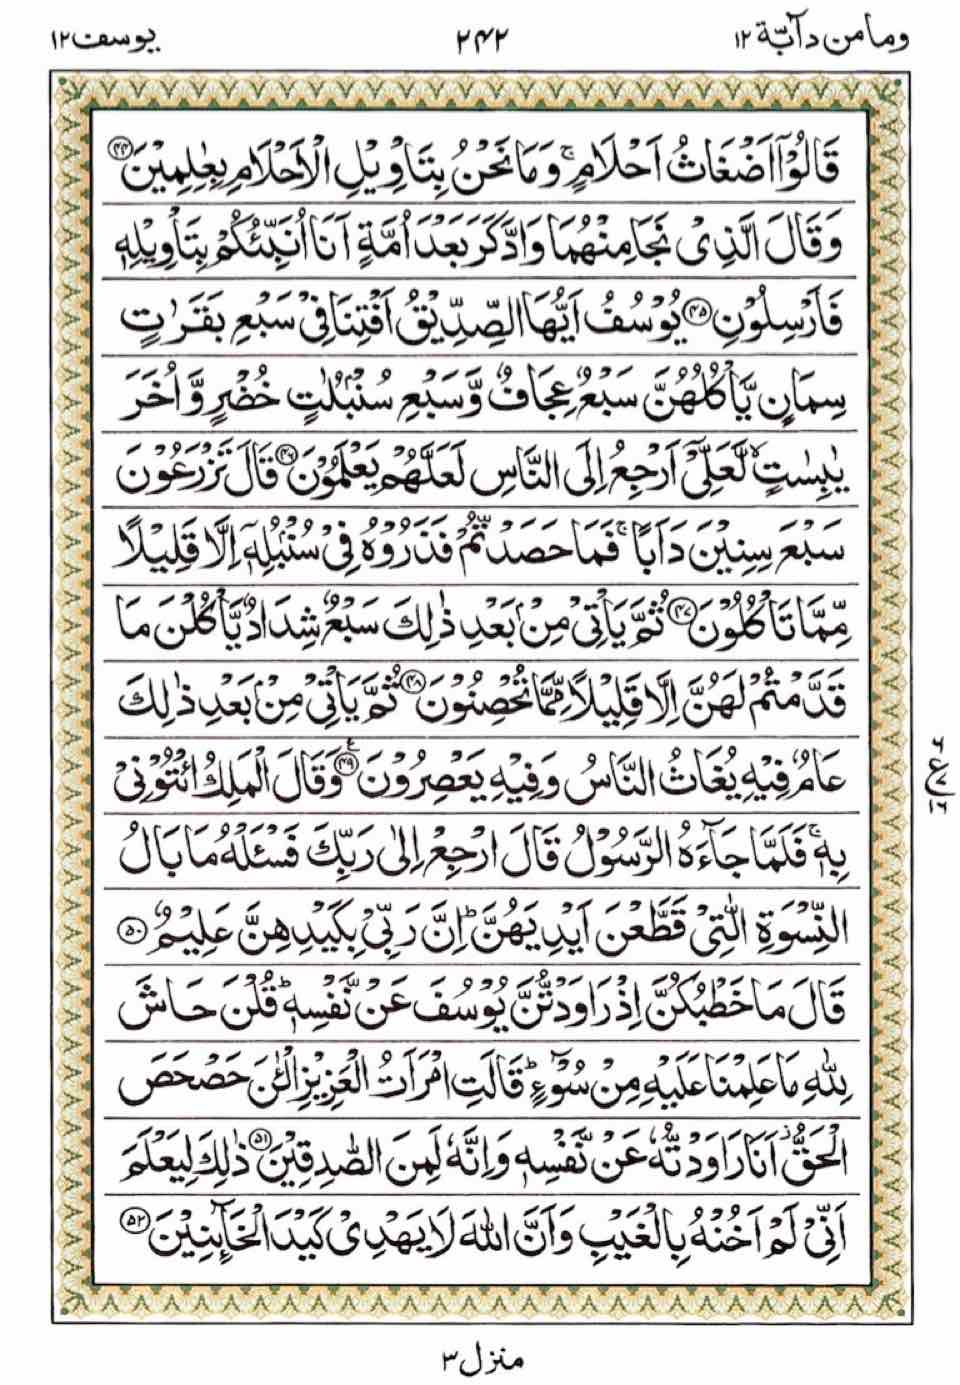 وما من دآبّة ١٢ ٢٤٢ يوسف ١٢
قَالُوْۤا اَضْغَاثُ اَحْلَامٍ ۚ وَمَا نَحْنُ بِتَاْوِيْلِ الْاَحْلَامِ بِعٰلِمِيْنَ ﴿۴۴﴾
وَقَالَ الَّذِىْ نَجَا مِنْهُمَا وَادَّكَرَ بَعْدَ اُمَّةٍ اَنَا اُنَبِّئُكُمْ بِتَاْوِيْلِهٖ
فَاَرْسِلُوْنِ ﴿۴۵﴾ يُوْسُفُ اَيُّهَا الصِّدِّيْقُ اَفْتِنَا فِىْ سَبْعِ بَقَرٰتٍ
سِمَانٍ يَّاْكُلُهُنَّ سَبْعٌ عِجَافٌ وَّسَبْعِ سُنْۢبُلٰتٍ خُضْرٍ وَّاُخَرَ
يٰبِسٰتٍ ۙ لَّعَلِّىْۤ اَرْجِعُ اِلَى النَّاسِ لَعَلَّهُمْ يَعْلَمُوْنَ ﴿۴۶﴾ قَالَ تَزْرَعُوْنَ
سَبْعَ سِنِيْنَ دَاَبًا ۚ فَمَا حَصَدْتُّمْ فَذَرُوْهُ فِىْ سُنْۢبُلِهٖۤ اِلَّا قَلِيْلًا
مِّمَّا تَاْكُلُوْنَ ﴿۴۷﴾ ثُمَّ يَاْتِىْ مِنْۢ بَعْدِ ذٰلِكَ سَبْعٌ شِدَادٌ يَّاْكُلْنَ مَا
قَدَّمْتُمْ لَهُنَّ اِلَّا قَلِيْلًا مِّمَّا تُحْصِنُوْنَ ﴿۴۸﴾ ثُمَّ يَاْتِىْ مِنْۢ بَعْدِ ذٰلِكَ
عَامٌ فِيْهِ يُغَاثُ النَّاسُ وَفِيْهِ يَعْصِرُوْنَ ﴿۴۹﴾ وَقَالَ الْمَلِكُ ائْتُوْنِىْ
بِهٖ ۚ فَلَمَّا جَآءَهُ الرَّسُوْلُ قَالَ ارْجِعْ اِلٰى رَبِّكَ فَسْئَلْهُ مَا بَالُ
النِّسْوَةِ الّٰتِىْ قَطَّعْنَ اَيْدِيَهُنَّ ؕ اِنَّ رَبِّىْ بِكَيْدِهِنَّ عَلِيْمٌ ﴿۵۰﴾
قَالَ مَا خَطْبُكُنَّ اِذْ رَاوَدْتُّنَّ يُوْسُفَ عَنْ نَّفْسِهٖ ؕ قُلْنَ حَاشَ
لِلّٰهِ مَا عَلِمْنَا عَلَيْهِ مِنْ سُوْٓءٍ ؕ قَالَتِ امْرَاَتُ الْعَزِيْزِ الْـٰٔنَ حَصْحَصَ
الْحَقُّ ۫ اَنَا رَاوَدْتُّهٗ عَنْ نَّفْسِهٖ وَاِنَّهٗ لَمِنَ الصّٰدِقِيْنَ ﴿۵۱﴾ ذٰلِكَ لِيَعْلَمَ
اَنِّىْ لَمْ اَخُنْهُ بِالْغَيْبِ وَاَنَّ اللّٰهَ لَا يَهْدِىْ كَيْدَ الْخَآئِنِيْنَ ﴿۵۲﴾
منزل ٣